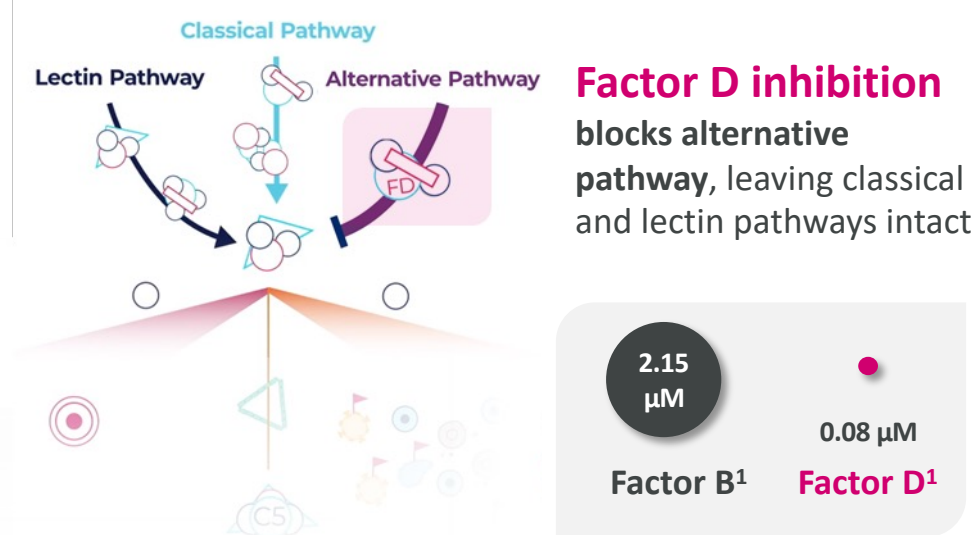 Classical Pathway
Lectin Pathway
Alternative Pathway
FD
C5
Factor D inhibition
blocks alternative
pathway, leaving classical
and lectin pathways intact
2.15
µM
0.08 µM
Factor B¹
Factor D¹